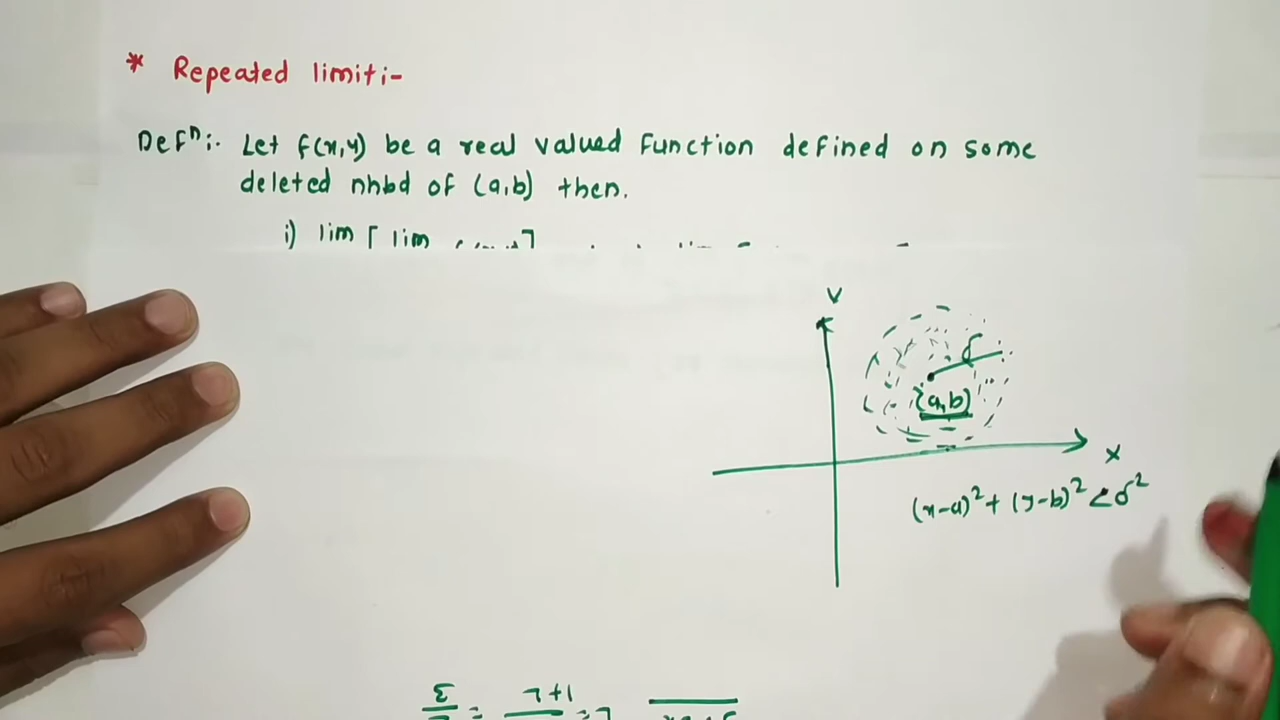 * Repeated limit:-
Defⁿ:- Let f(x,y) be a real valued function defined on some
deleted nhbd of (a,b) then.
i) lim [ lim
δ
(a,b)
X
(x-a)² + (y-b)² < δ²